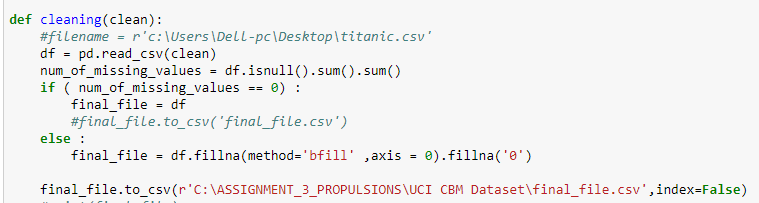 def cleaning(clean):
    #filename = r'c:\Users\Dell-pc\Desktop\titanic.csv'
    df = pd.read_csv(clean)
    num_of_missing_values = df.isnull().sum().sum()
    if ( num_of_missing_values == 0) :
        final_file = df
        #final_file.to_csv('final_file.csv')
    else :
        final_file = df.fillna(method='bfill' ,axis = 0).fillna('0')
    final_file.to_csv(r'C:\ASSIGNMENT_3_PROPULSIONS\UCI CBM Dataset\final_file.csv',index=False)